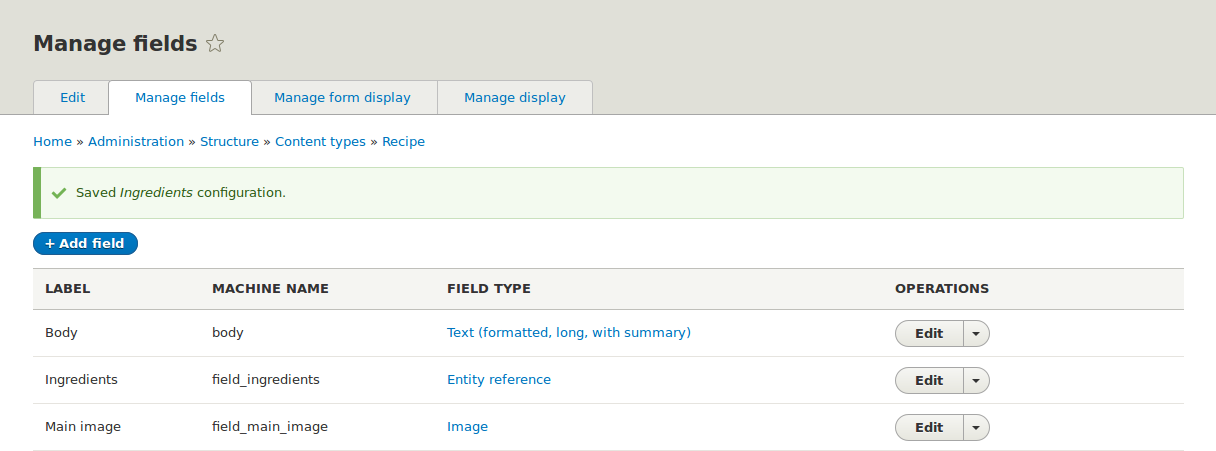 Manage fields
Edit Manage fields Manage form display Manage display
Home » Administration » Structure » Content types » Recipe
Saved Ingredients configuration.
+ Add field
LABEL MACHINE NAME FIELD TYPE OPERATIONS
Body body Text (formatted, long, with summary) Edit
Ingredients field_ingredients Entity reference Edit
Main image field_main_image Image Edit